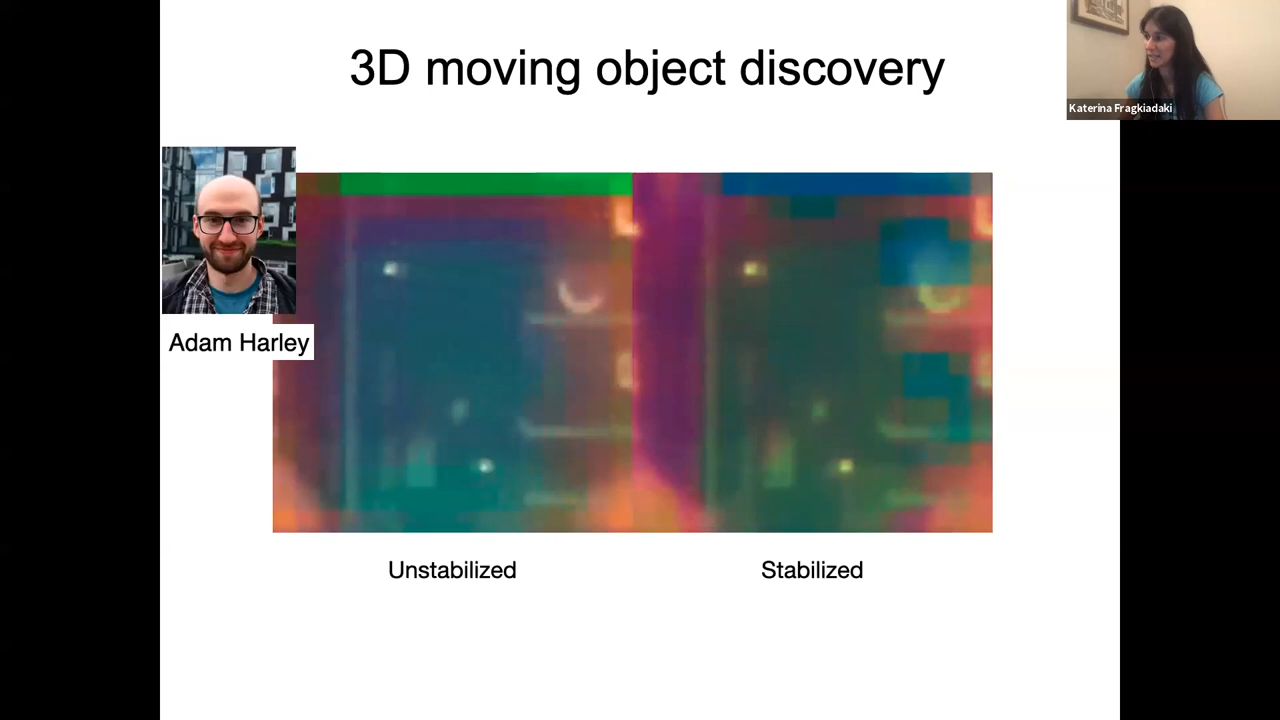 3D moving object discovery
Katerina Fragkiadaki
Adam Harley
Unstabilized
Stabilized